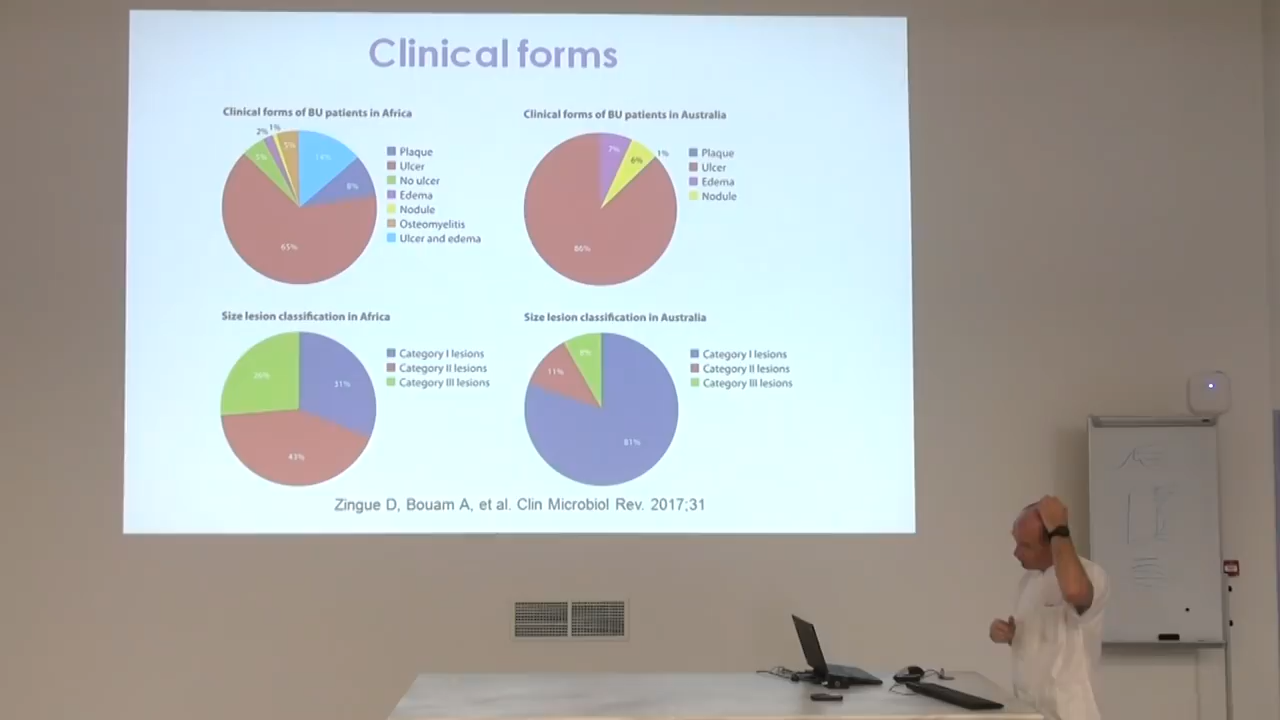 Clinical forms
Clinical forms of BU patients in Africa
2%
1%
5%
14%
5%
8%
65%
Plaque
Ulcer
No ulcer
Edema
Nodule
Osteomyelitis
Ulcer and edema
Clinical forms of BU patients in Australia
7%
6%
1%
86%
Plaque
Ulcer
Edema
Nodule
Size lesion classification in Africa
26%
31%
43%
Category I lesions
Category II lesions
Category III lesions
Size lesion classification in Australia
8%
11%
81%
Category I lesions
Category II lesions
Category III lesions
Zingue D, Bouam A, et al. Clin Microbiol Rev. 2017;31